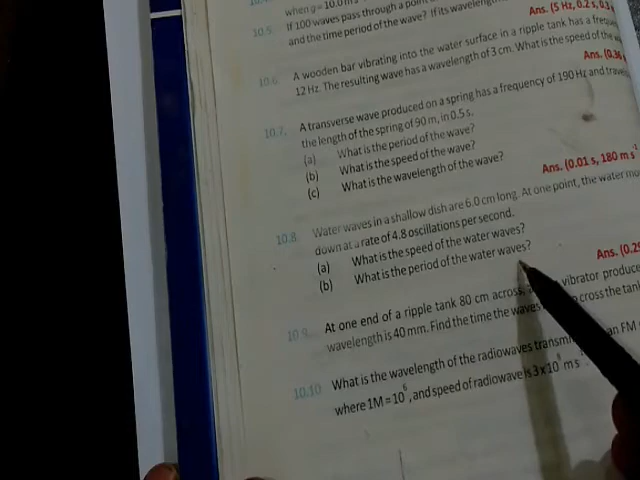 when g = 10.0 m s
10.5. If 100 waves pass through a point
and the time period of the wave? If its wavelength
Ans. (5 Hz, 0.2 s, 0.3
10.6. A wooden bar vibrating into the water surface in a ripple tank has a
12 Hz. The resulting wave has a wavelength of 3 cm. What is the speed of the
Ans. (0.36
10.7. A transverse wave produced on a spring has a frequency of 190 Hz and
the length of the spring of 90 m, in 0.5 s.
(a) What is the period of the wave?
(b) What is the speed of the wave?
(c) What is the wavelength of the wave?
Ans. (0.01 s, 180 m s⁻¹
10.8. Water waves in a shallow dish are 6.0 cm long. At one point, the water
down at a rate of 4.8 oscillations per second.
(a) What is the speed of the water waves?
(b) What is the period of the water waves?
Ans. (0.29
10.9. At one end of a ripple tank 80 cm across, vibrator
wavelength is 40 mm. Find the time the waves cross the tank
10.10 What is the wavelength of the radiowaves an FM
where 1M = 10⁶, and speed of radiowave is 3x10⁸ m s